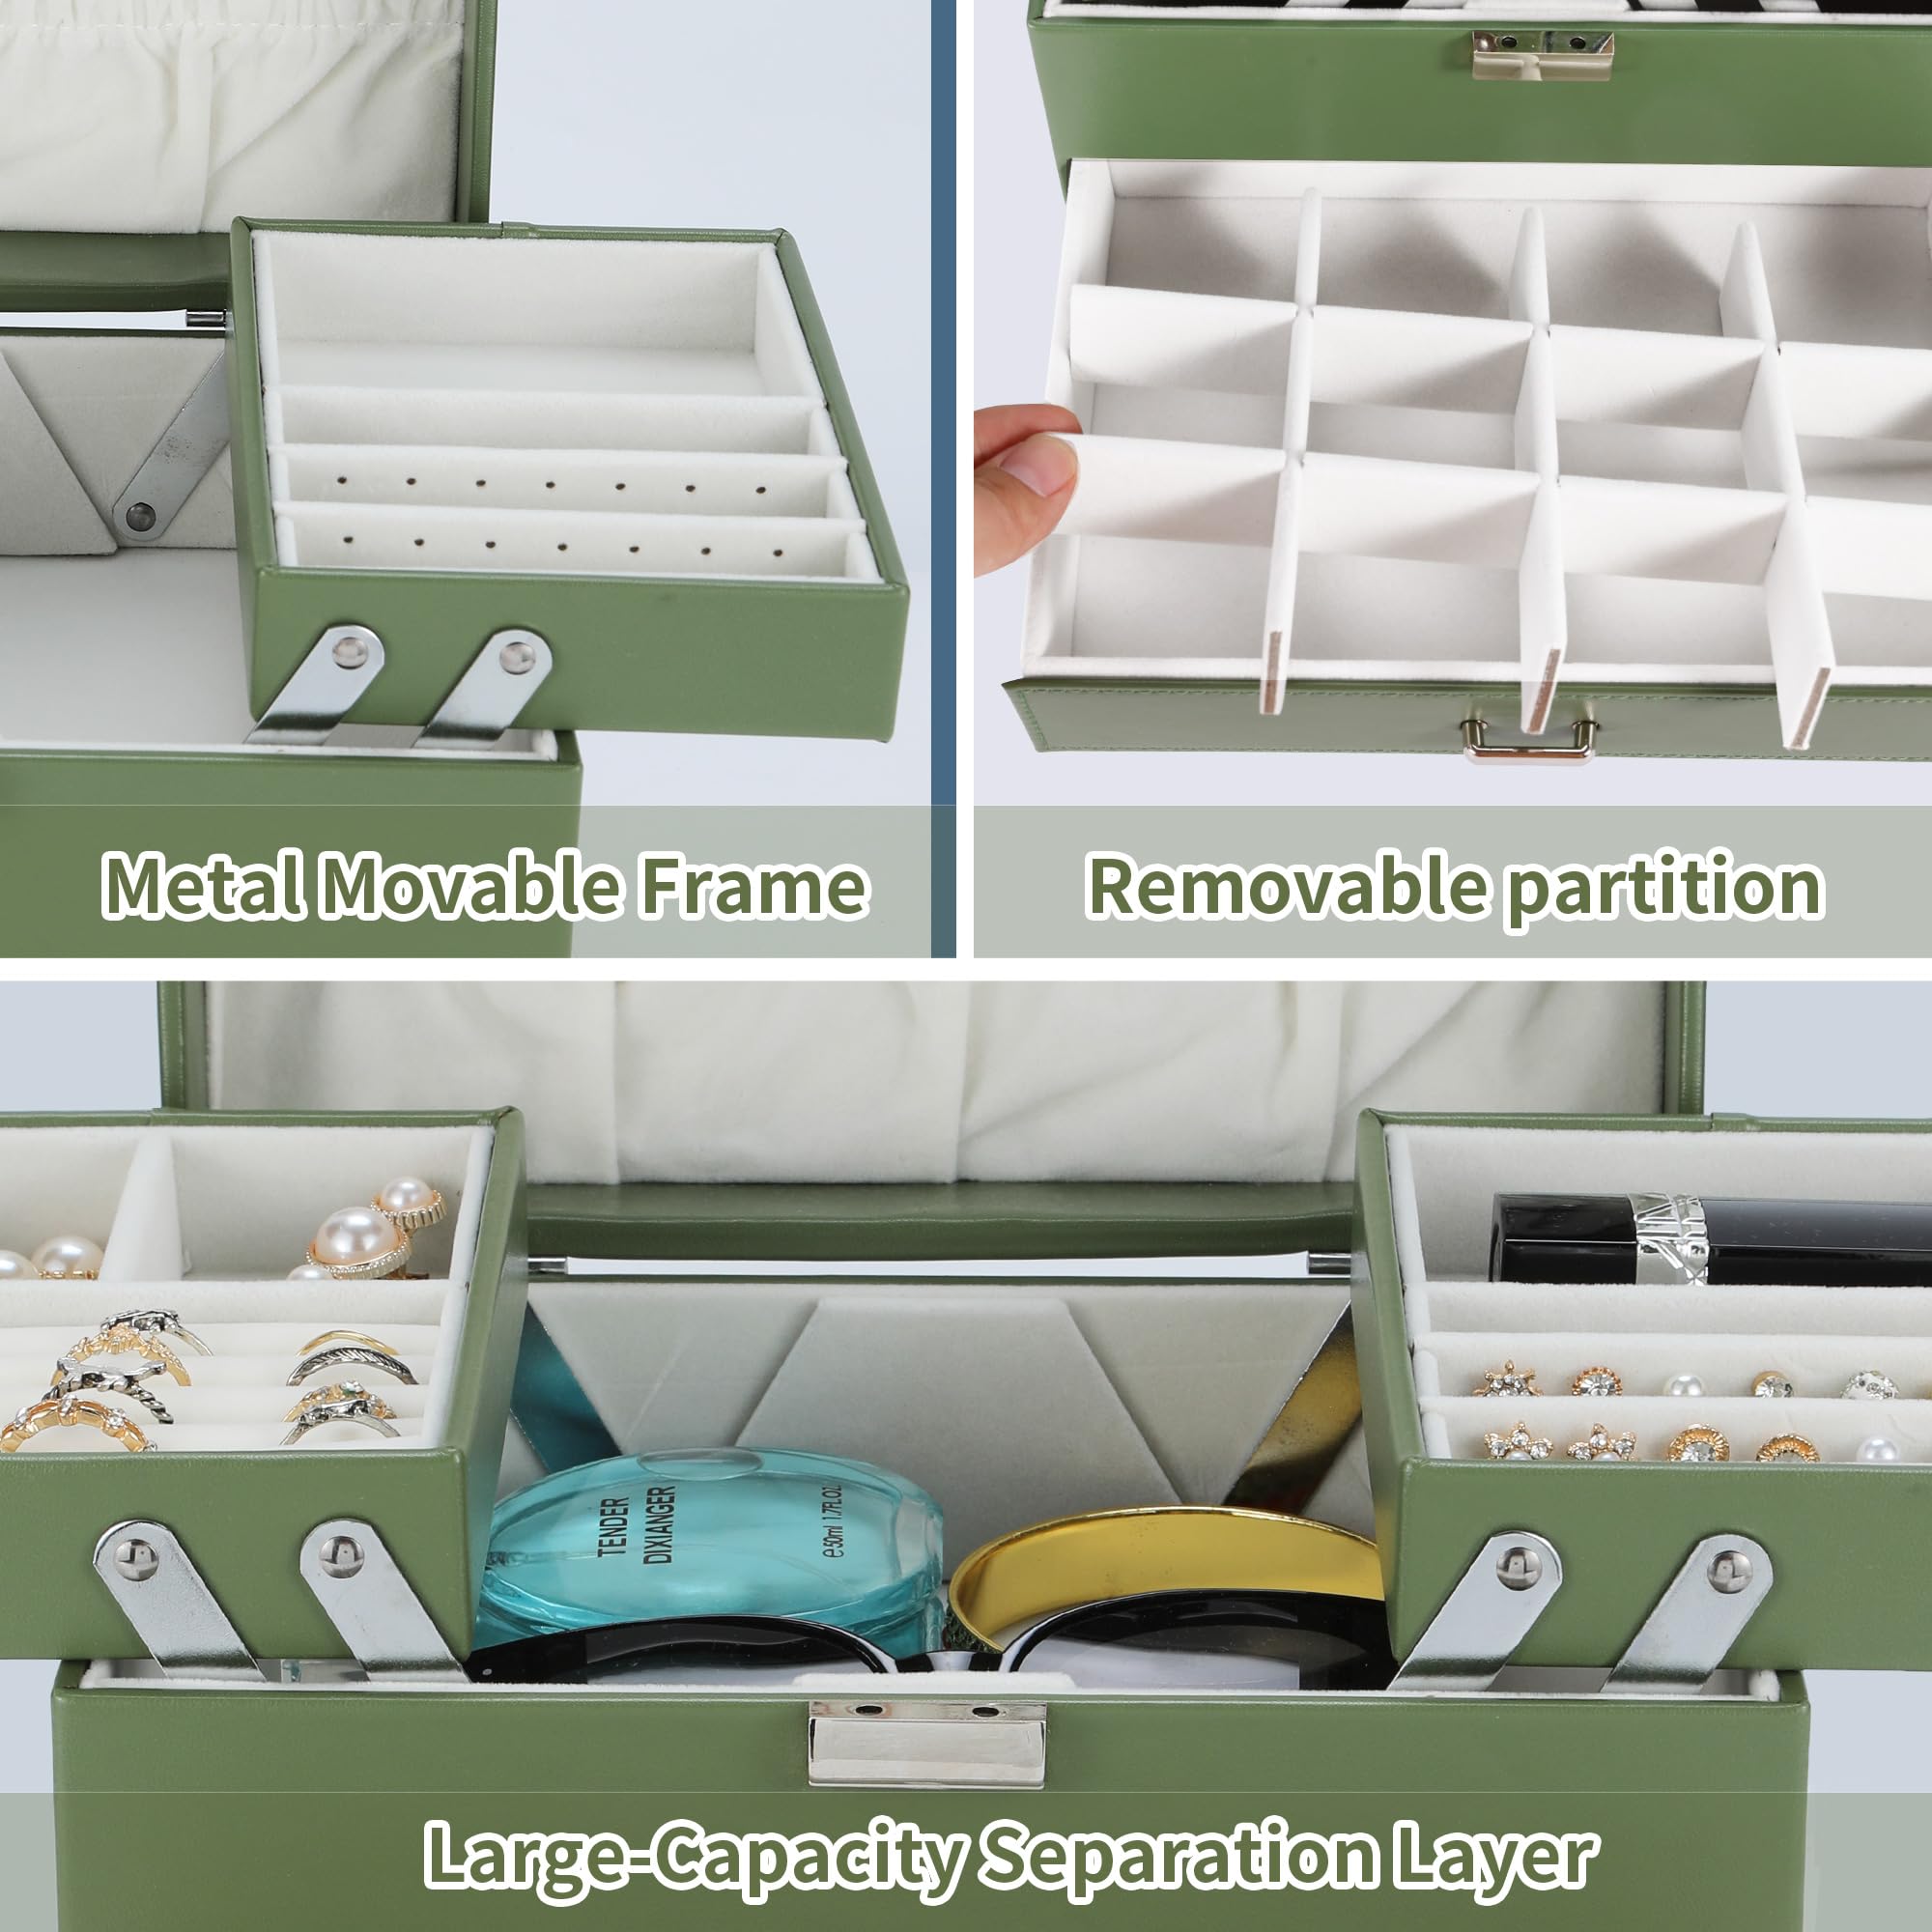 Metal Movable Frame
Removable partition
TENDER
DIXIANGER
e50ml 1.7FL.OZ
Large-Capacity Separation Layer